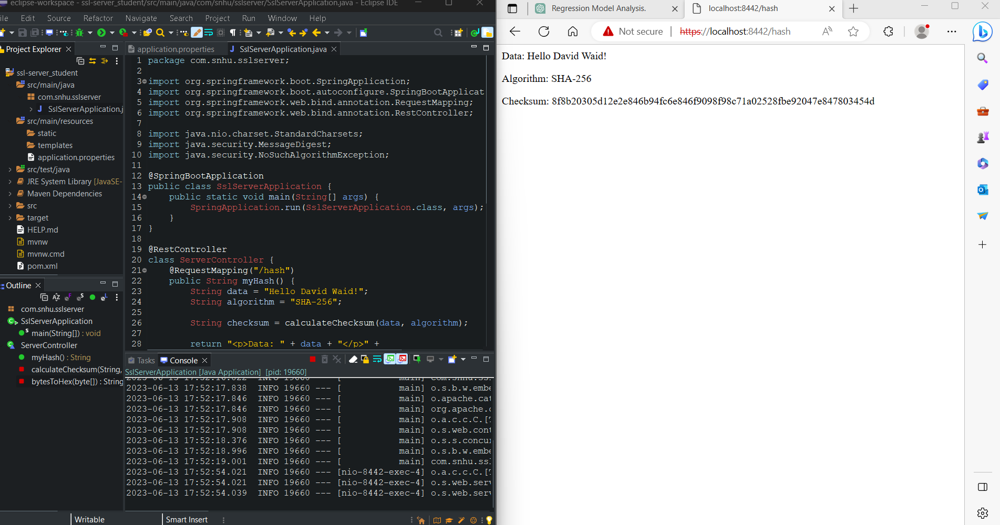 eclipse-workspace - ssl-server_student/src/main/java/com/snhu/sslserver/SslServerApplication.java - Eclipse IDE
ile Edit Source Refactor Navigate Search Project Run Window Help
Project Explorer
ssl-server_student
src/main/java
com.snhu.sslserver
SslServerApplication.j
src/main/resources
static
templates
application.properties
src/test/java
JRE System Library [JavaSE-
Maven Dependencies
src
target
HELP.md
mvnw
mvnw.cmd
pom.xml
Outline
com.snhu.sslserver
SslServerApplication
main(String[]) : void
ServerController
myHash() : String
calculateChecksum(String,
bytesToHex(byte[]) : String
application.properties
SslServerApplication.java
1 package com.snhu.sslserver;
2
3 import org.springframework.boot.SpringApplication;
4 import org.springframework.boot.autoconfigure.SpringBootApplicat
5 import org.springframework.web.bind.annotation.RequestMapping;
6 import org.springframework.web.bind.annotation.RestController;
7
8 import java.nio.charset.StandardCharsets;
9 import java.security.MessageDigest;
10 import java.security.NoSuchAlgorithmException;
11
12 @SpringBootApplication
13 public class SslServerApplication {
14 public static void main(String[] args) {
15 SpringApplication.run(SslServerApplication.class, args);
16 }
17 }
18
19 @RestController
20 class ServerController {
21 @RequestMapping("/hash")
22 public String myHash() {
23 String data = "Hello David Waid!";
24 String algorithm = "SHA-256";
25
26 String checksum = calculateChecksum(data, algorithm);
27
28 return "<p>Data: " + data + "</p>" +
Tasks Console
SslServerApplication [Java Application] [pid: 19660]
2023-06-13 17:52:17.838 INFO 19660 --- [ main] o.s.b.w.embe
2023-06-13 17:52:17.846 INFO 19660 --- [ main] o.apache.cat
2023-06-13 17:52:17.846 INFO 19660 --- [ main] org.apache.c
2023-06-13 17:52:17.908 INFO 19660 --- [ main] o.a.c.c.C.[T
2023-06-13 17:52:17.908 INFO 19660 --- [ main] o.s.web.cont
2023-06-13 17:52:18.376 INFO 19660 --- [ main] o.s.s.concur
2023-06-13 17:52:18.996 INFO 19660 --- [ main] o.s.b.w.embe
2023-06-13 17:52:19.001 INFO 19660 --- [ main] com.snhu.ssl
2023-06-13 17:52:54.021 INFO 19660 --- [nio-8442-exec-4] o.a.c.c.C.[T
2023-06-13 17:52:54.021 INFO 19660 --- [nio-8442-exec-4] o.s.web.serv
2023-06-13 17:52:54.039 INFO 19660 --- [nio-8442-exec-4] o.s.web.serv
Writable Smart Insert
Regression Model Analysis.
localhost:8442/hash
Not secure https://localhost:8442/hash
Data: Hello David Waid!
Algorithm: SHA-256
Checksum: 8f8b20305d12e2e846b94fc6e846f9098f98c71a02528fbe92047e847803454d